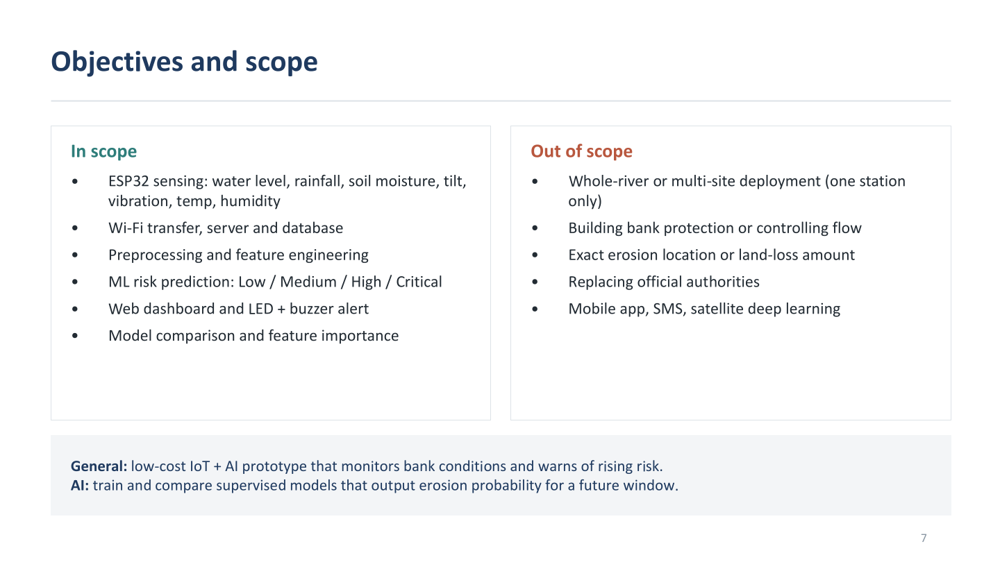 Objectives and scope
In scope
• ESP32 sensing: water level, rainfall, soil moisture, tilt,
vibration, temp, humidity
• Wi-Fi transfer, server and database
• Preprocessing and feature engineering
• ML risk prediction: Low / Medium / High / Critical
• Web dashboard and LED + buzzer alert
• Model comparison and feature importance
Out of scope
• Whole-river or multi-site deployment (one station
only)
• Building bank protection or controlling flow
• Exact erosion location or land-loss amount
• Replacing official authorities
• Mobile app, SMS, satellite deep learning
General: low-cost IoT + AI prototype that monitors bank conditions and warns of rising risk.
AI: train and compare supervised models that output erosion probability for a future window.
7